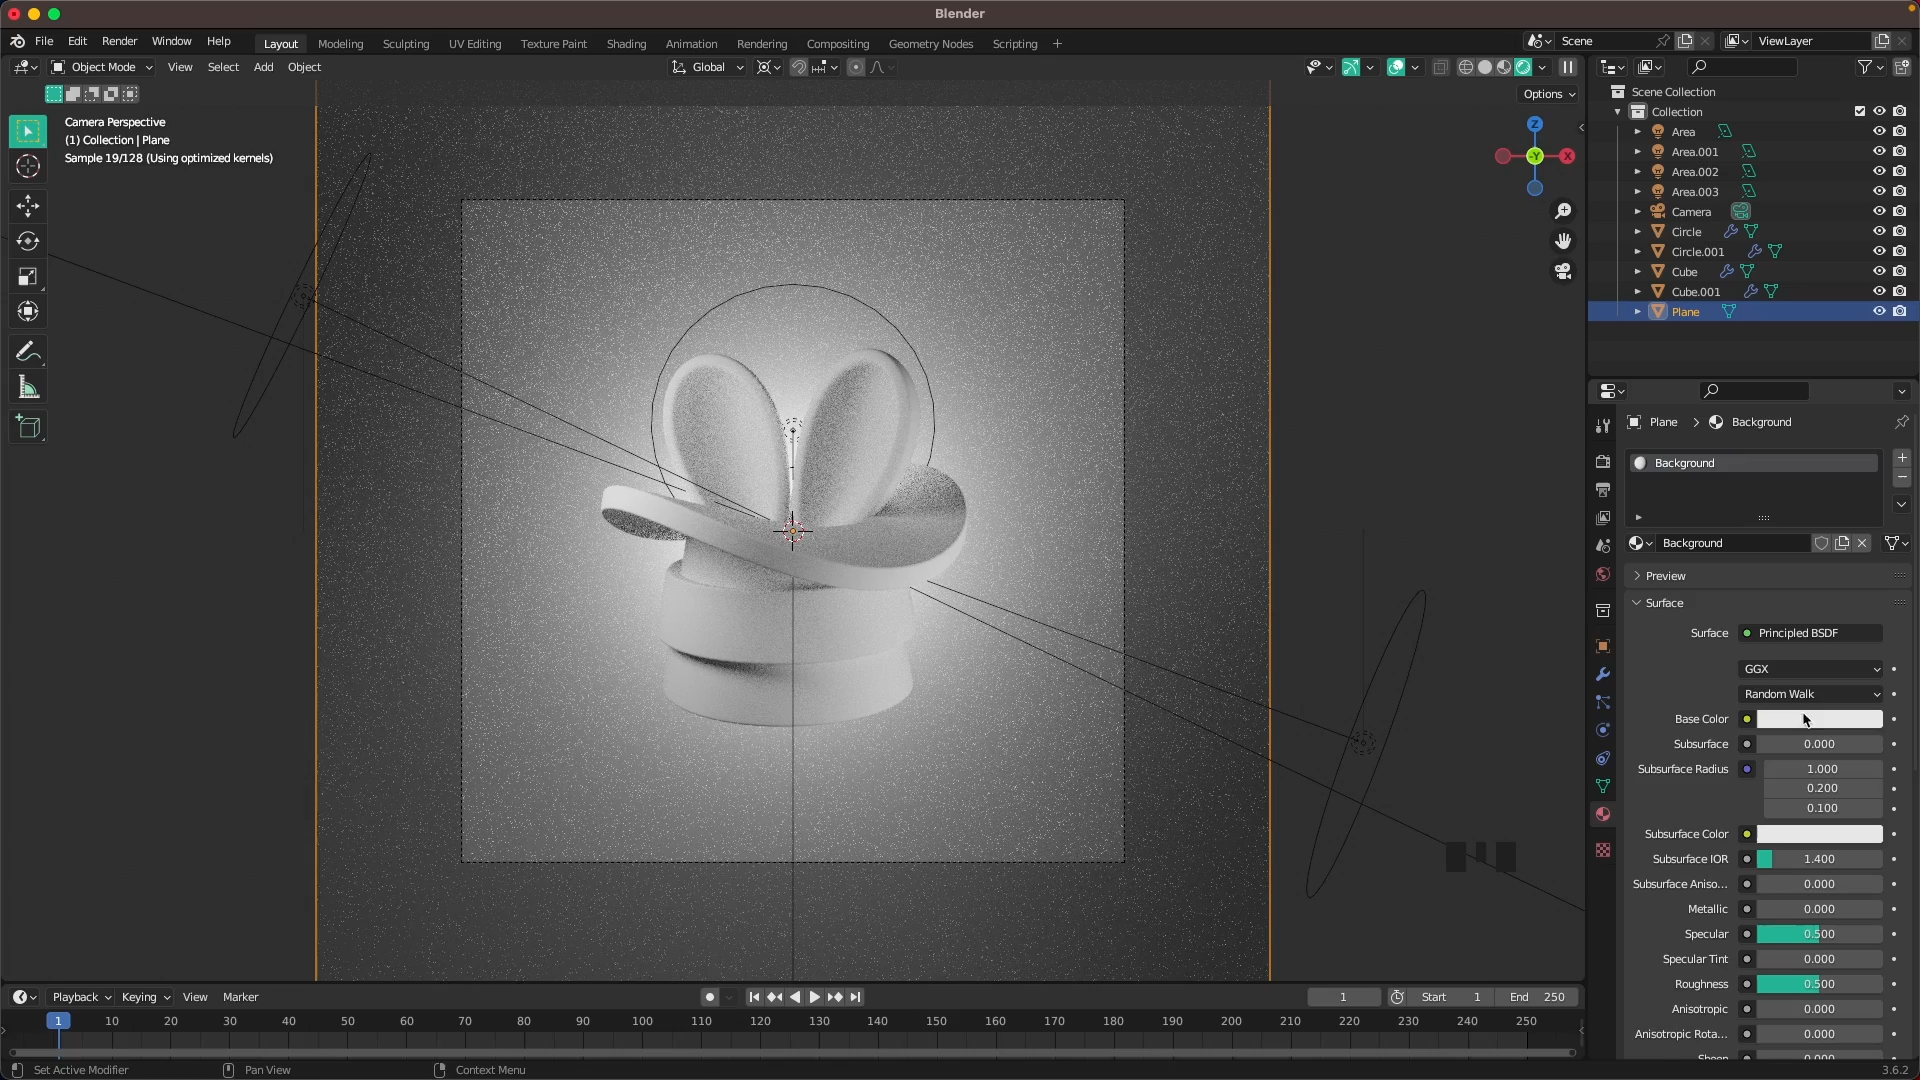 Blender
File Edit Render Window Help
Layout Modeling Sculpting UV Editing Texture Paint Shading Animation Rendering Compositing Geometry Nodes Scripting
Scene
ViewLayer
Object Mode View Select Add Object
Global
Options
Camera Perspective
(1) Collection | Plane
Sample 19/128 (Using optimized kernels)
Z
-Y
X
Scene Collection
Collection
Area
Area.001
Area.002
Area.003
Camera
Circle
Circle.001
Cube
Cube.001
Plane
Plane > Background
Background
Background
Preview
Surface
Surface Principled BSDF
GGX
Random Walk
Base Color
Subsurface 0.000
Subsurface Radius 1.000
0.200
0.100
Subsurface Color
Subsurface IOR 1.400
Subsurface Aniso... 0.000
Metallic 0.000
Specular 0.500
Specular Tint 0.000
Roughness 0.500
Anisotropic 0.000
Anisotropic Rota... 0.000
Sheen 0.000
Playback Keying View Marker
1 Start 1 End 250
1 10 20 30 40 50 60 70 80 90 100 110 120 130 140 150 160 170 180 190 200 210 220 230 240 250
Set Active Modifier Pan View Context Menu
3.6.2